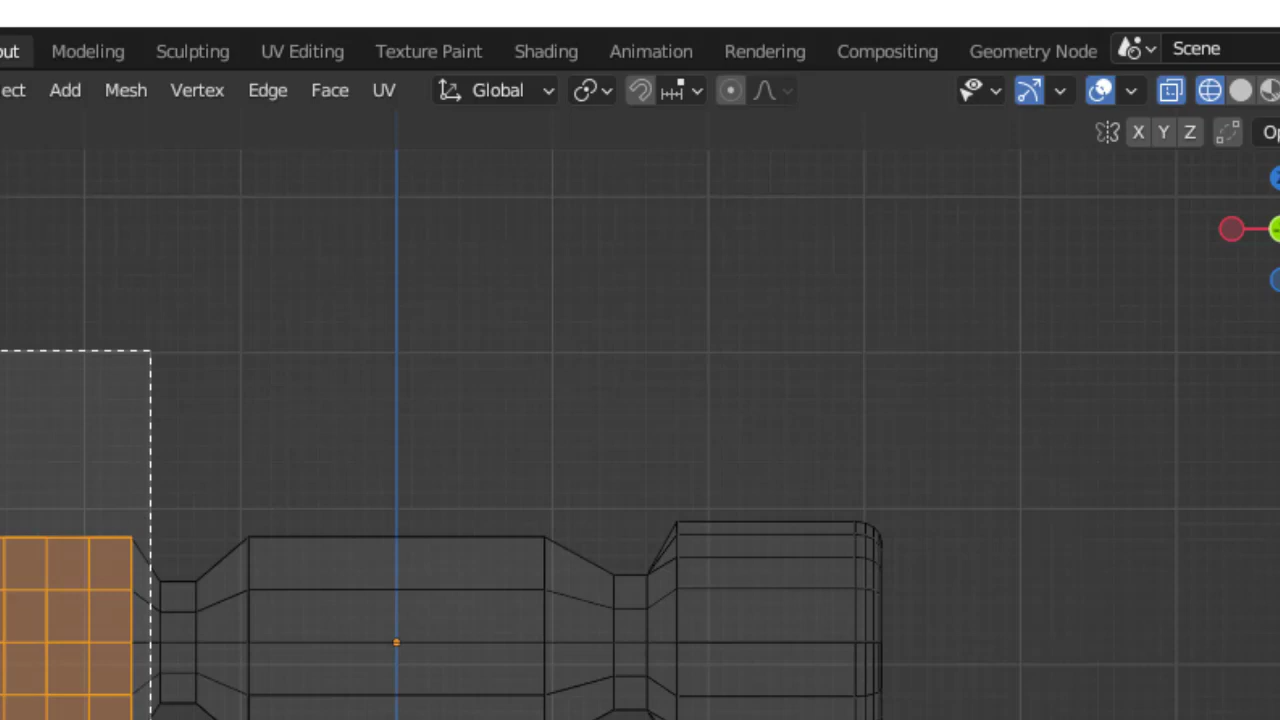 out Modeling Sculpting UV Editing Texture Paint Shading Animation Rendering Compositing Geometry Node Scene
ect Add Mesh Vertex Edge Face UV Global
X Y Z Op